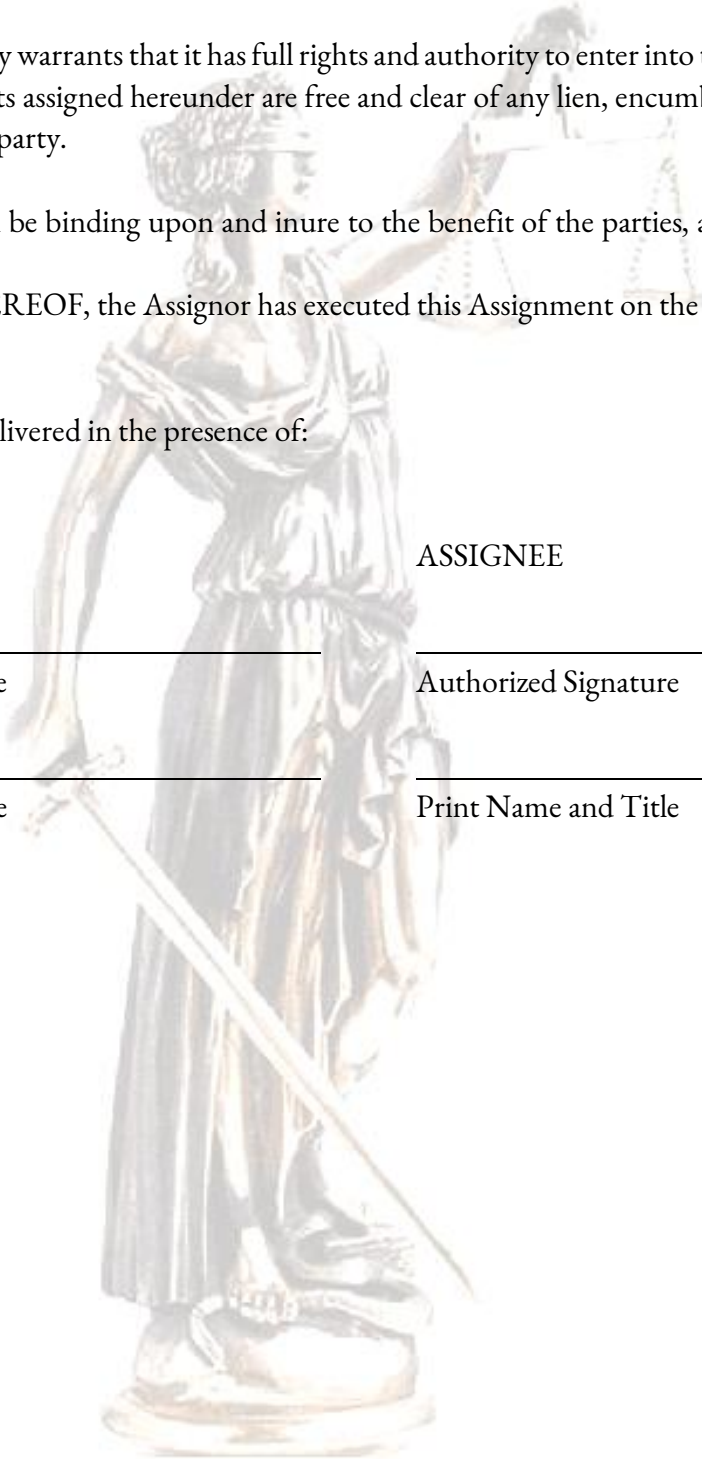 y warrants that it has full rights and authority to enter into
ts assigned hereunder are free and clear of any lien,
party.
be binding upon and inure to the benefit of the parties,
EREOF, the Assignor has executed this Assignment on the
livered in the presence of:
ASSIGNEE
e Authorized Signature
e Print Name and Title